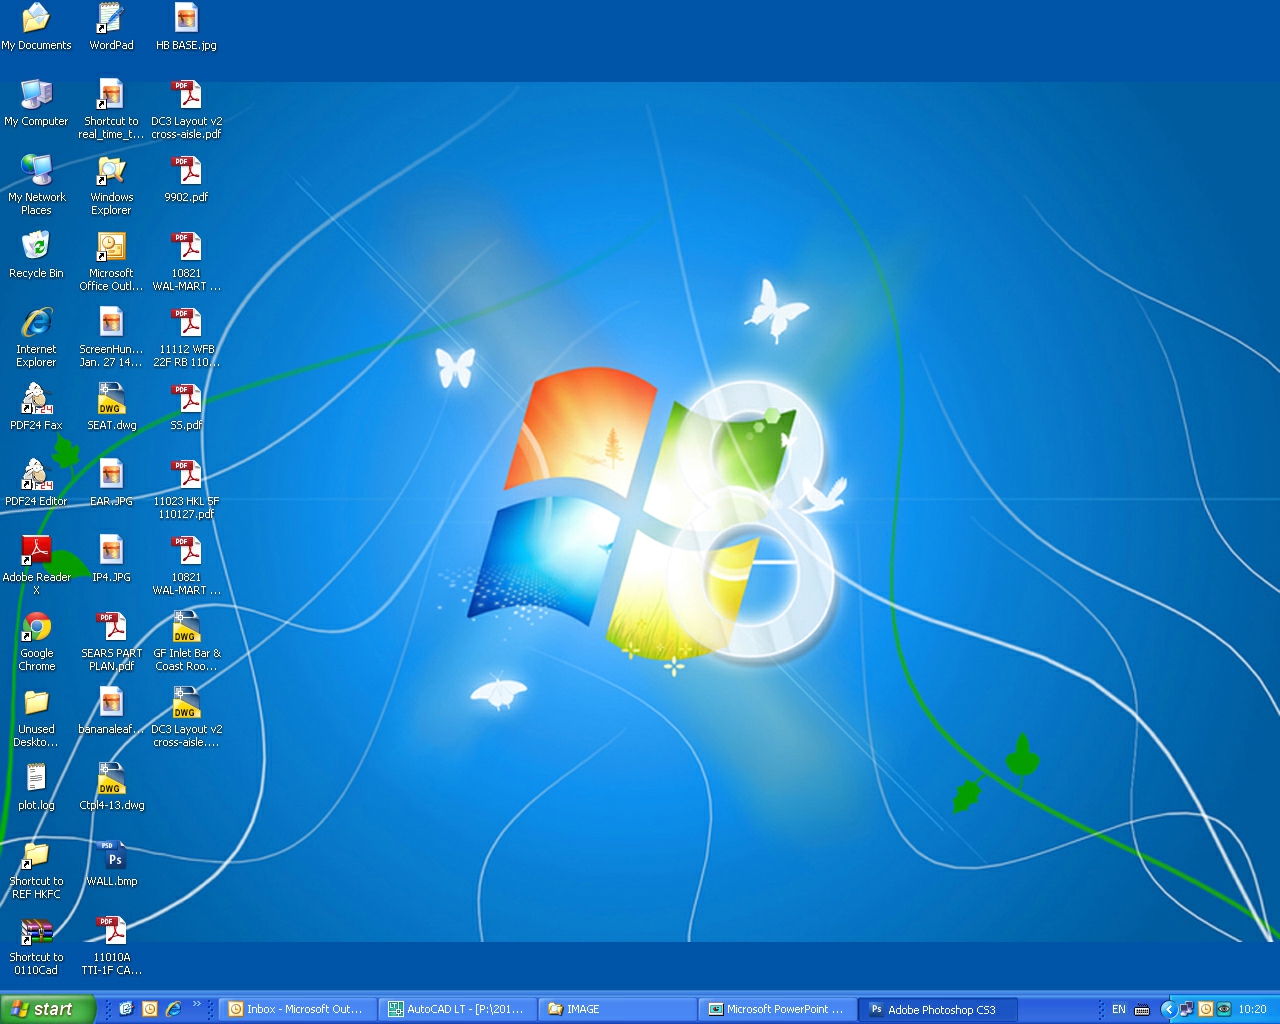 My Documents
WordPad
HB BASE.jpg
My Computer
Shortcut to
real_time_t...
DC3 Layout v2
cross-aisle.pdf
My Network
Places
Windows
Explorer
9902.pdf
Recycle Bin
Microsoft
Office Outl...
10821
WAL-MART ...
Internet
Explorer
ScreenHun...
Jan. 27 14...
11112 WFB
22F RB 110...
PDF24 Fax
SEAT.dwg
SS.pdf
PDF24 Editor
EAR.JPG
11023 HKL 5F
110127.pdf
Adobe Reader
X
IP4.JPG
10821
WAL-MART ...
Google
Chrome
SEARS PART
PLAN.pdf
GF Inlet Bar &
Coast Roo...
Unused
Deskto...
bananaleaf...
DC3 Layout v2
cross-aisle....
plot.log
Ctpl4-13.dwg
Shortcut to
REF HKFC
WALL.bmp
Shortcut to
0110Cad
11010A
TTI-1F CA...
8
start
Inbox - Microsoft Out...
AutoCAD LT - [P:\201...
IMAGE
Microsoft PowerPoint ...
Adobe Photoshop CS3
EN
10:20